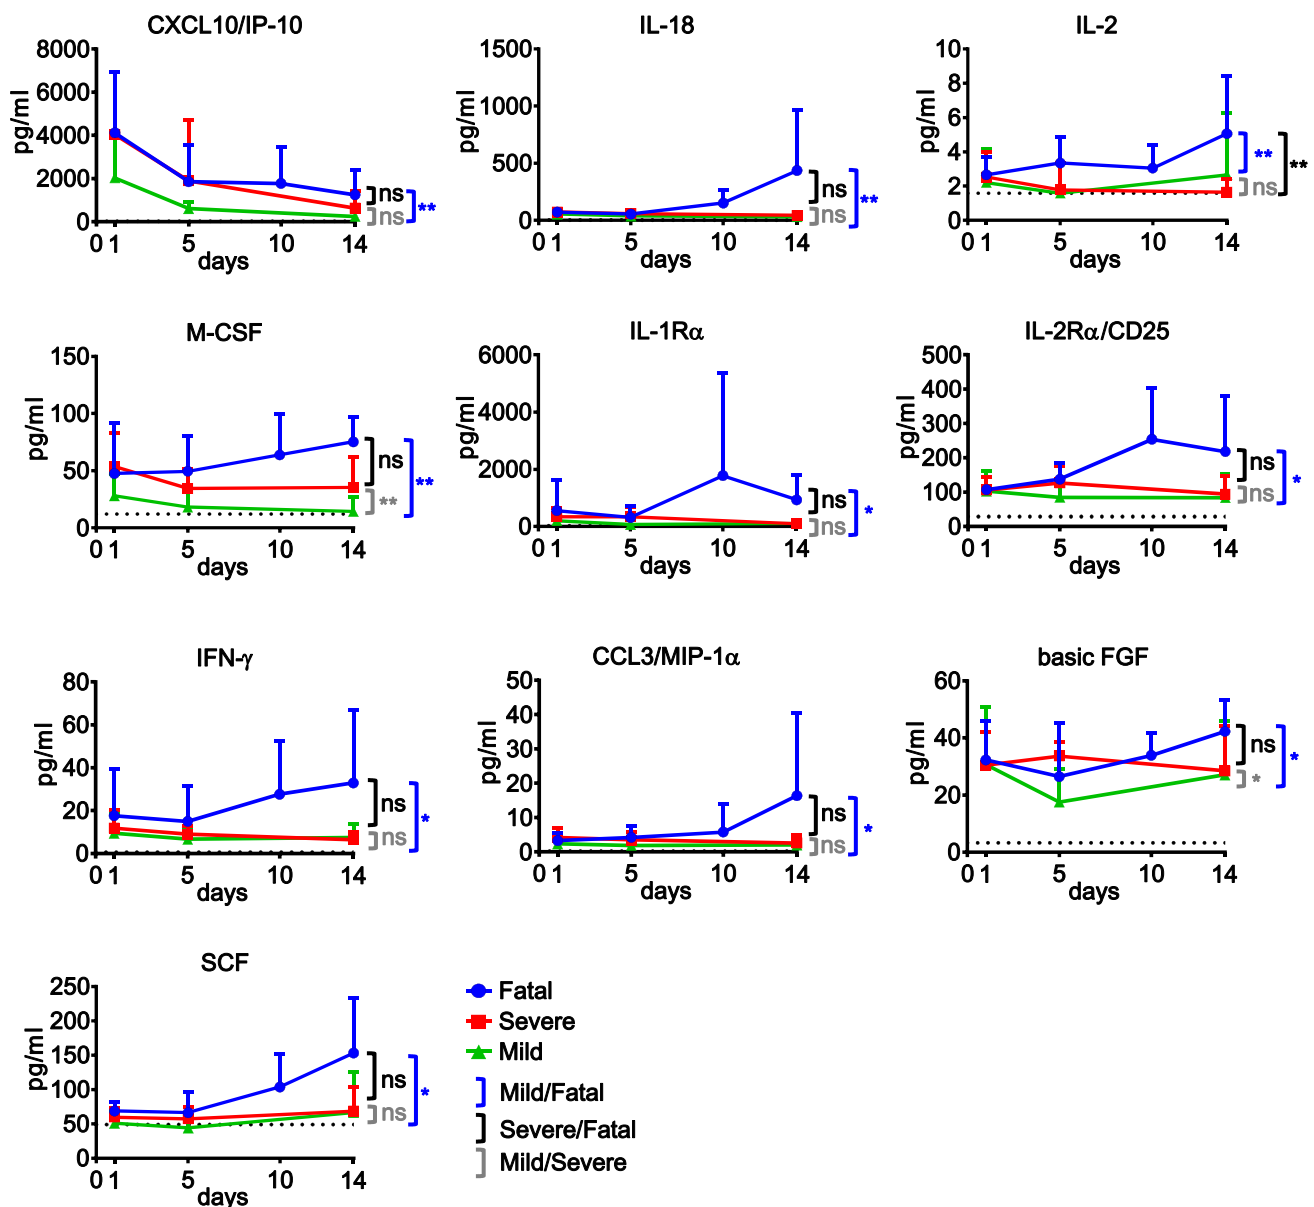 CXCL10/IP-10
8000
6000
4000
2000
0
pg/ml
0 1 5 10 14
days
ns
ns
**
IL-18
1500
1000
500
0
pg/ml
0 1 5 10 14
days
ns
ns
**
IL-2
10
8
6
4
2
0
pg/ml
0 1 5 10 14
days
**
ns
**
M-CSF
150
100
50
0
pg/ml
0 1 5 10 14
days
ns
**
**
IL-1Rα
6000
4000
2000
0
pg/ml
0 1 5 10 14
days
ns
ns
*
IL-2Rα/CD25
500
400
300
200
100
0
pg/ml
0 1 5 10 14
days
ns
ns
*
IFN-γ
80
60
40
20
0
pg/ml
0 1 5 10 14
days
ns
ns
*
CCL3/MIP-1α
50
40
30
20
10
0
pg/ml
0 1 5 10 14
days
ns
ns
*
basic FGF
60
40
20
0
pg/ml
0 1 5 10 14
days
ns
*
*
SCF
250
200
150
100
50
0
pg/ml
0 1 5 10 14
days
ns
ns
*
Fatal
Severe
Mild
Mild/Fatal
Severe/Fatal
Mild/Severe